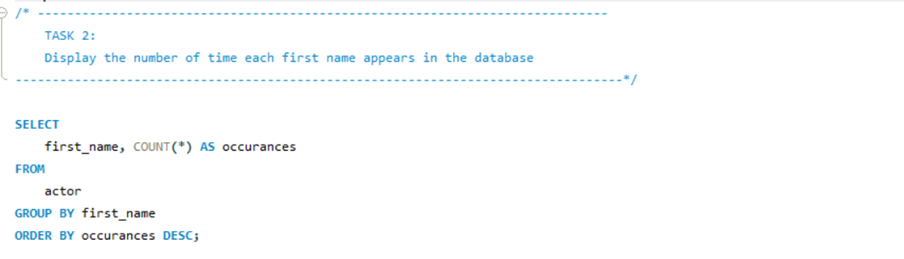 /* -----------------------------------------------------------------------------
TASK 2:
Display the number of time each first name appears in the database
----------------------------------------------------------------------------------*/
SELECT
first_name, COUNT(*) AS occurances
FROM
actor
GROUP BY first_name
ORDER BY occurances DESC;